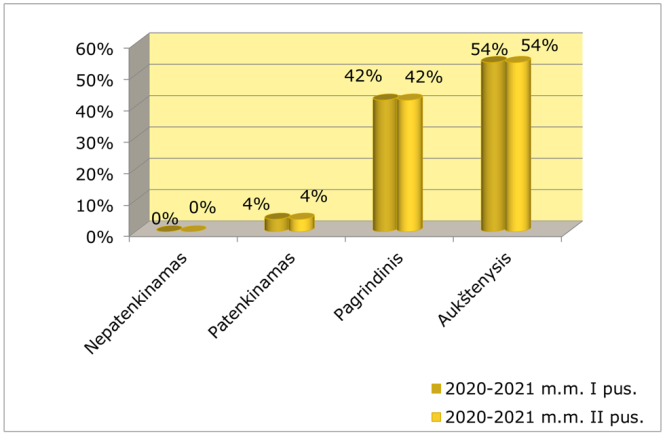 60%
50%
40%
30%
20%
10%
0%
0%
0%
4%
4%
42%
42%
54%
54%
Nepatenkinamas
Patenkinamas
Pagrindinis
Aukštenysis
2020-2021 m.m. I pus.
2020-2021 m.m. II pus.